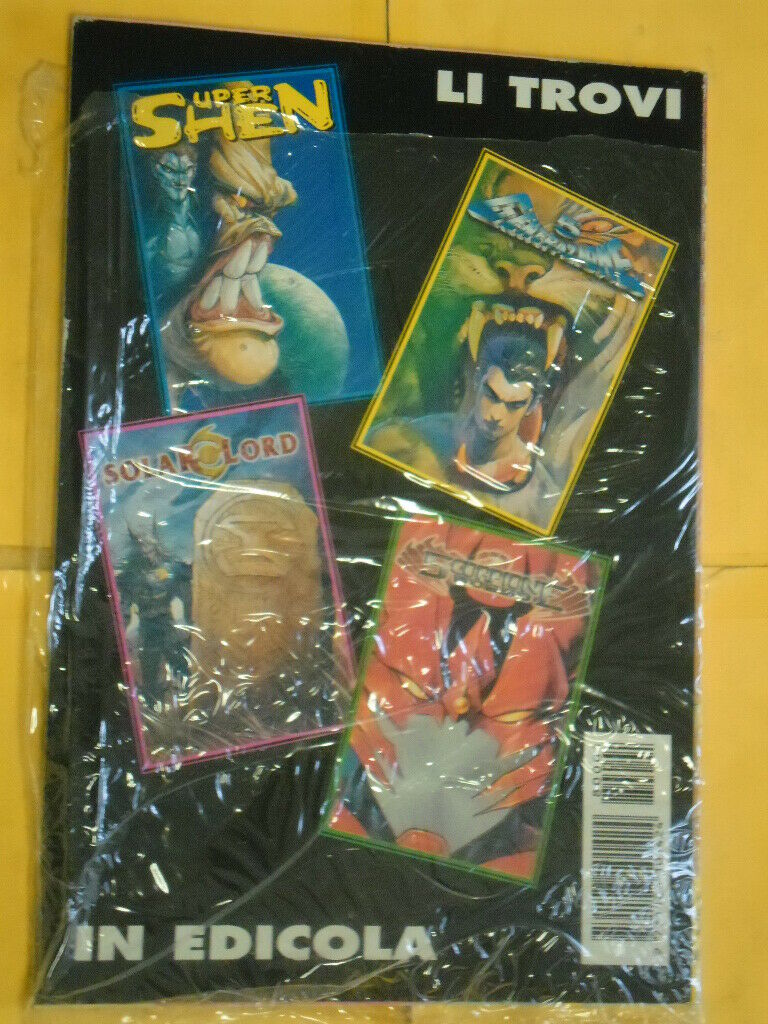 LI TROVI
SUPER
SHEN
SOLAR LORD
IN EDICOLA